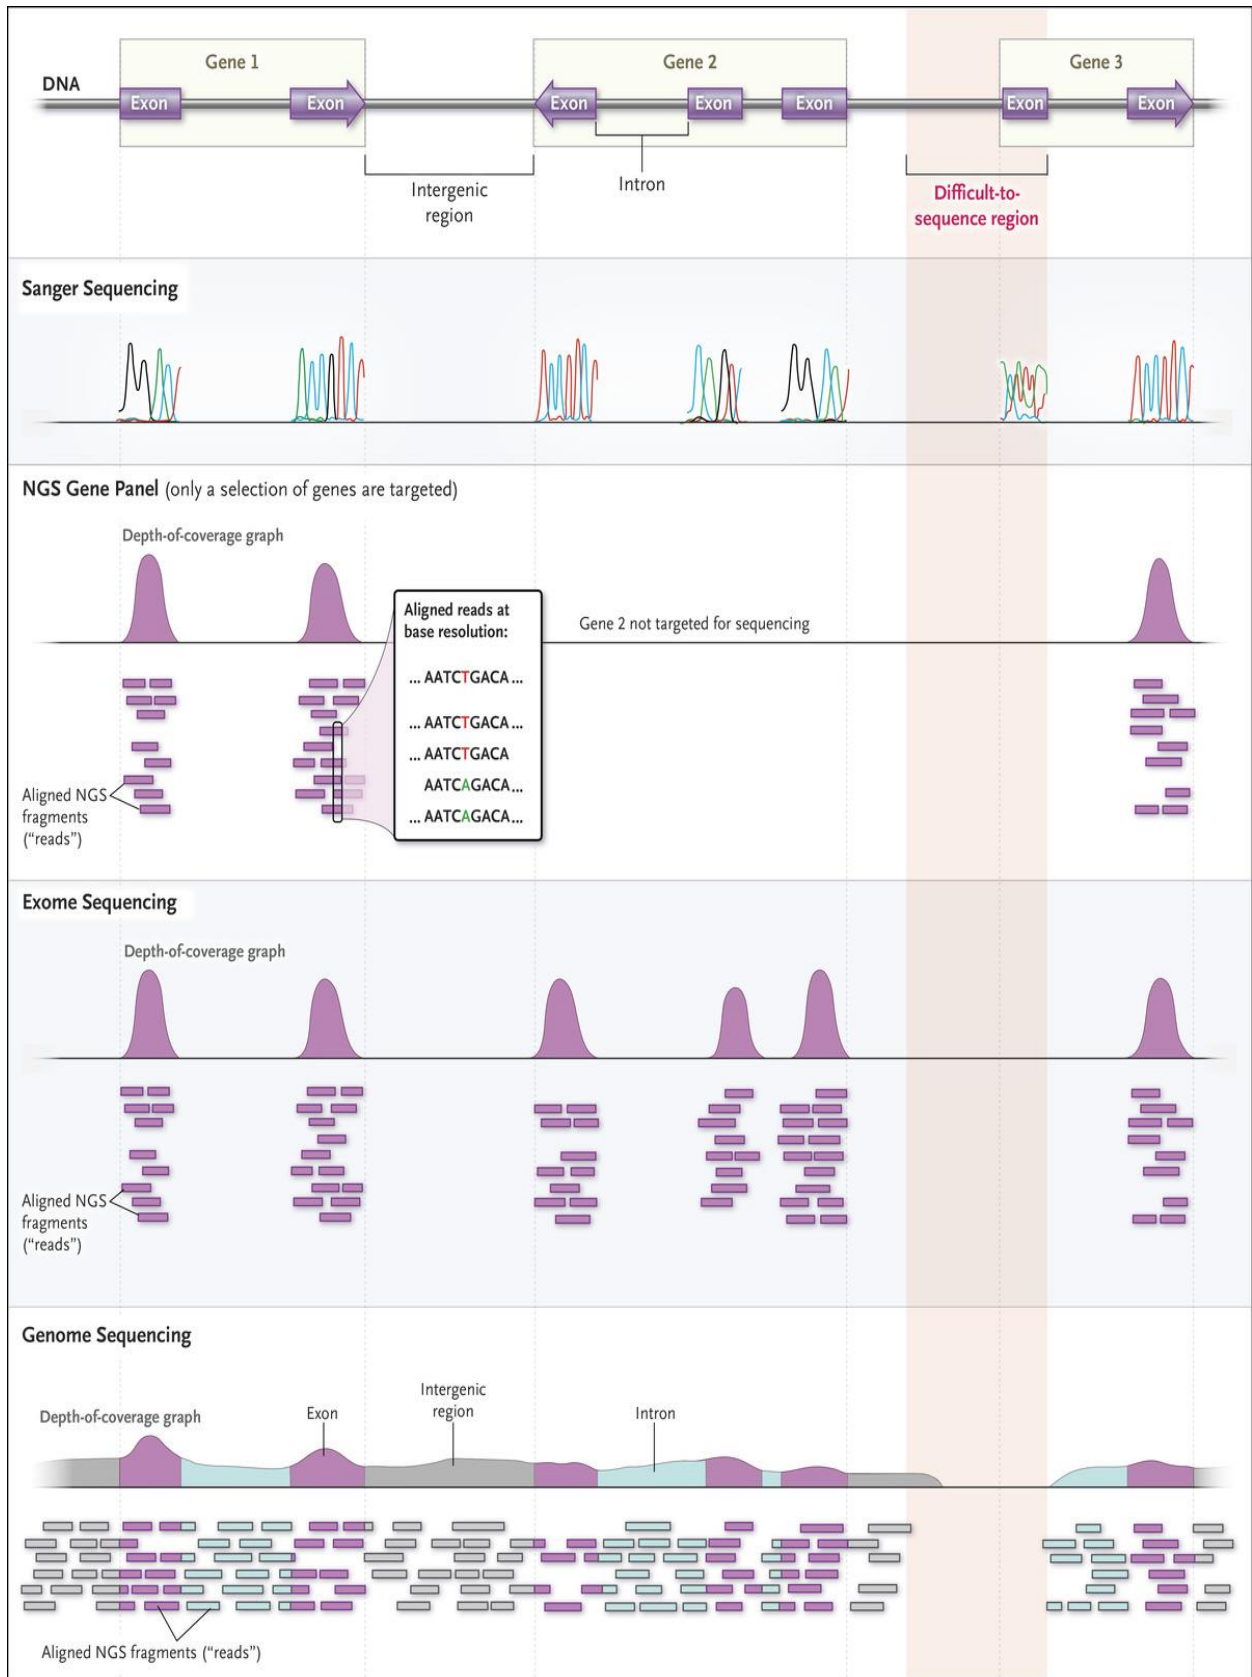 Gene 1
Gene 2
Gene 3
DNA
Exon
Exon
Exon
Exon
Exon
Exon
Exon
Intergenic
region
Intron
Difficult-to-
sequence region
Sanger Sequencing
NGS Gene Panel (only a selection of genes are targeted)
Depth-of-coverage graph
Aligned reads at
base resolution:
... AATCTGACA ...
... AATCTGACA ...
... AATCTGACA
AATCAGACA ...
... AATCAGACA ...
Gene 2 not targeted for sequencing
Aligned NGS
fragments
(“reads”)
Exome Sequencing
Depth-of-coverage graph
Aligned NGS
fragments
(“reads”)
Genome Sequencing
Depth-of-coverage graph
Exon
Intergenic
region
Intron
Aligned NGS fragments (“reads”)